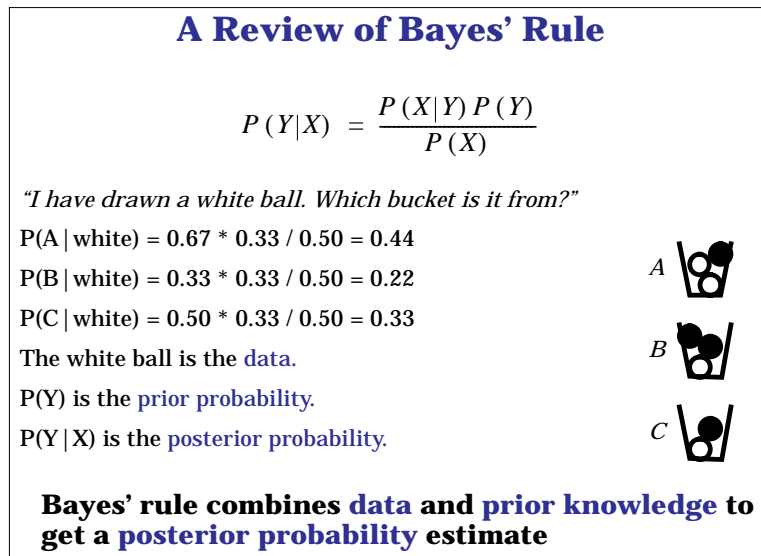 A Review of Bayes’ Rule
P(Y|X) = P(X|Y)P(Y) / P(X)
“I have drawn a white ball. Which bucket is it from?”
P(A|white) = 0.67 * 0.33 / 0.50 = 0.44
P(B|white) = 0.33 * 0.33 / 0.50 = 0.22
P(C|white) = 0.50 * 0.33 / 0.50 = 0.33
The white ball is the data.
P(Y) is the prior probability.
P(Y|X) is the posterior probability.
A
B
C
Bayes’ rule combines data and prior knowledge to
get a posterior probability estimate